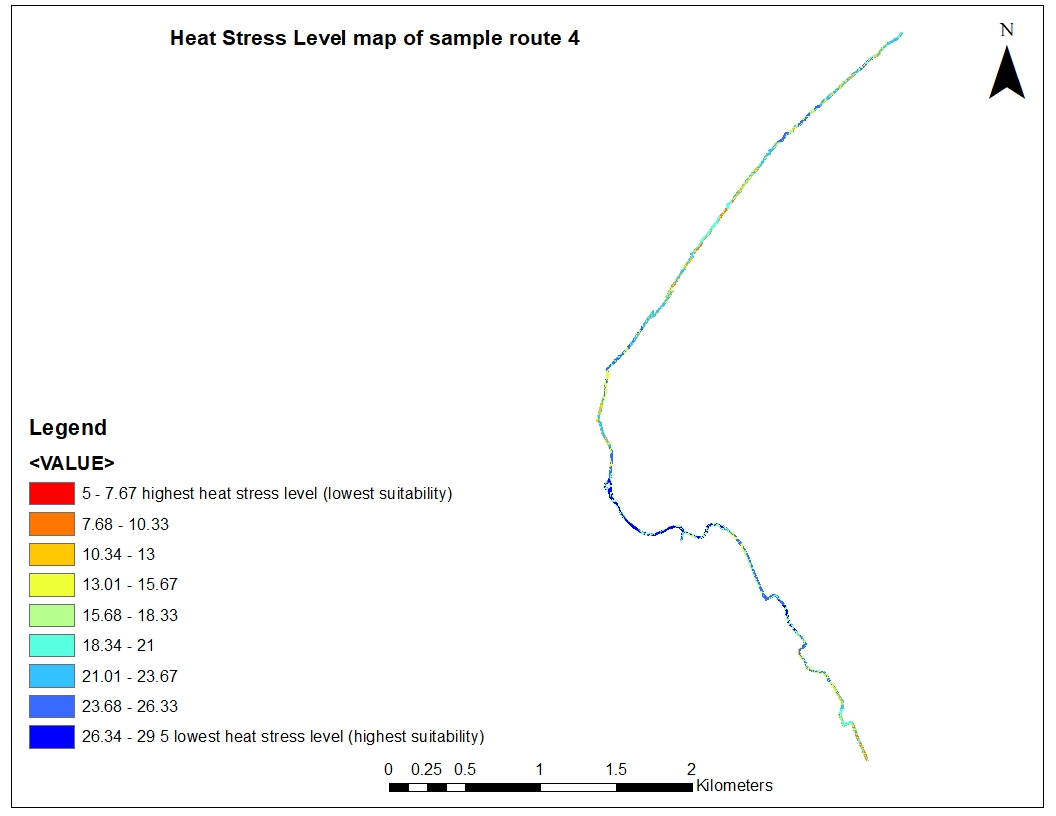 Heat Stress Level map of sample route 4
N
Legend
<VALUE>
5 - 7.67 highest heat stress level (lowest suitability)
7.68 - 10.33
10.34 - 13
13.01 - 15.67
15.68 - 18.33
18.34 - 21
21.01 - 23.67
23.68 - 26.33
26.34 - 29 5 lowest heat stress level (highest suitability)
0 0.25 0.5 1 1.5 2
Kilometers